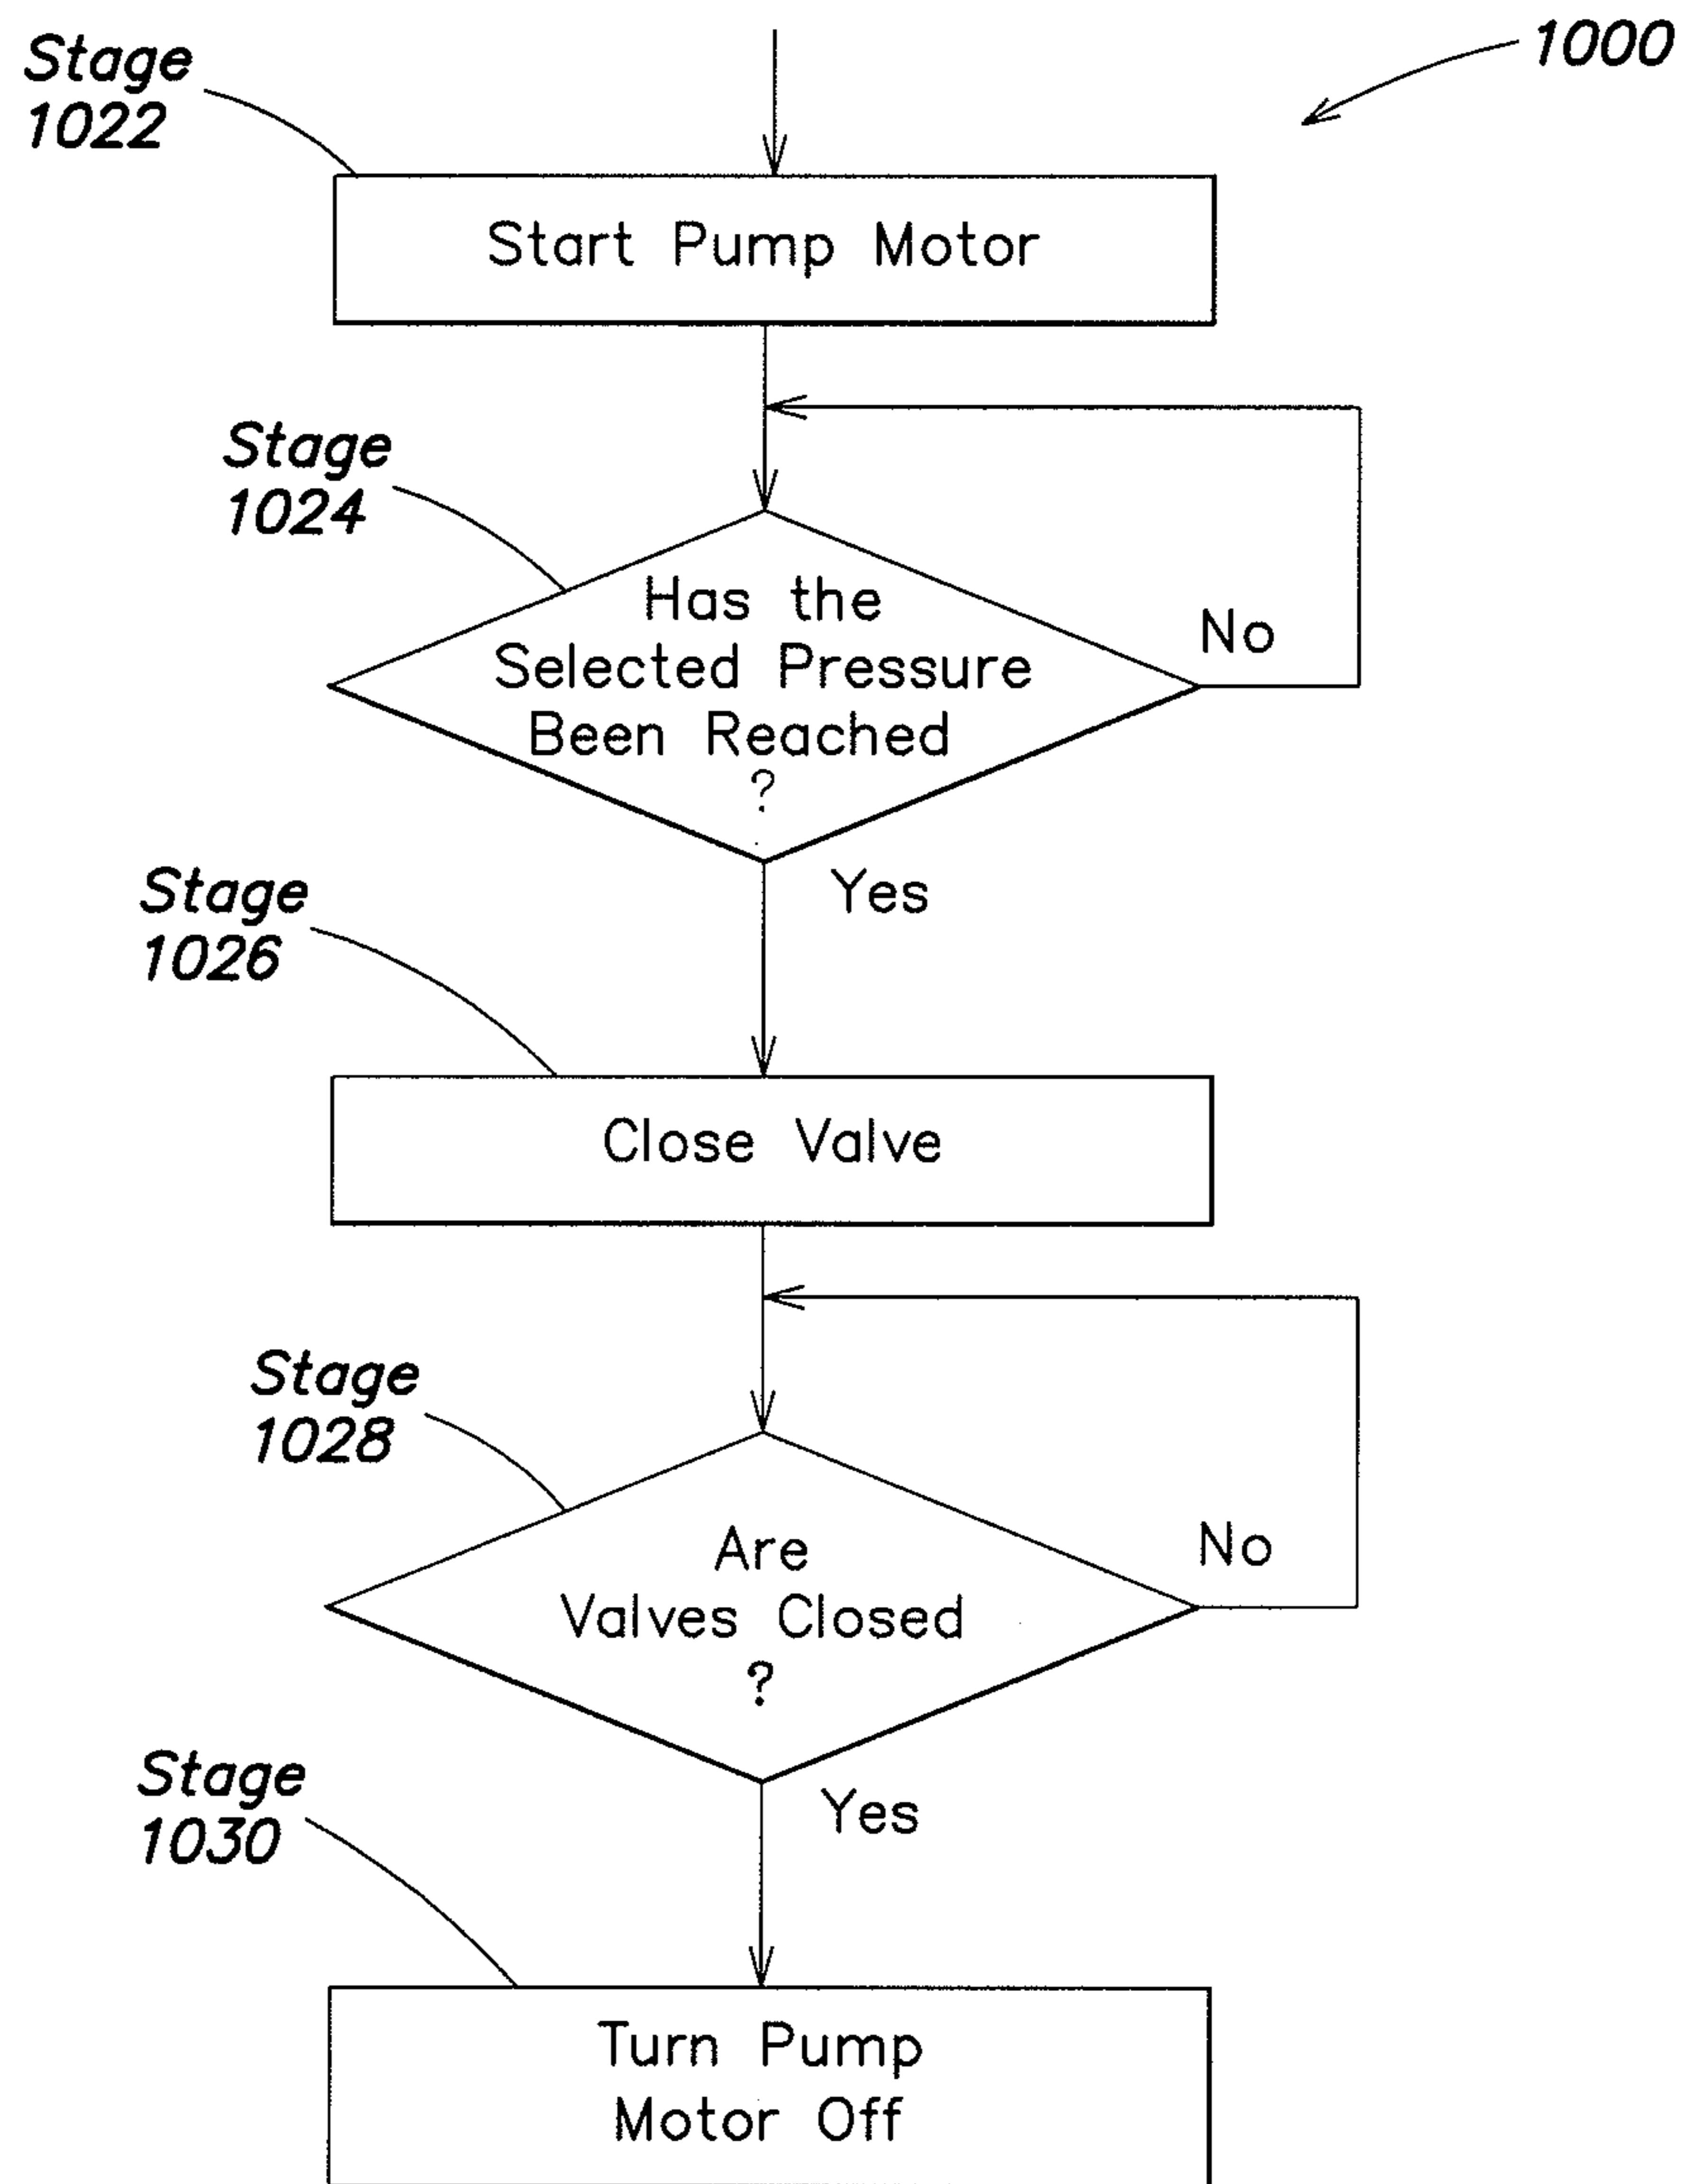 1000
Stage
1022
Start Pump Motor
Stage
1024
Has the
Selected Pressure
Been Reached
?
No
Yes
Stage
1026
Close Valve
Stage
1028
Are
Valves Closed
?
No
Yes
Stage
1030
Turn Pump
Motor Off